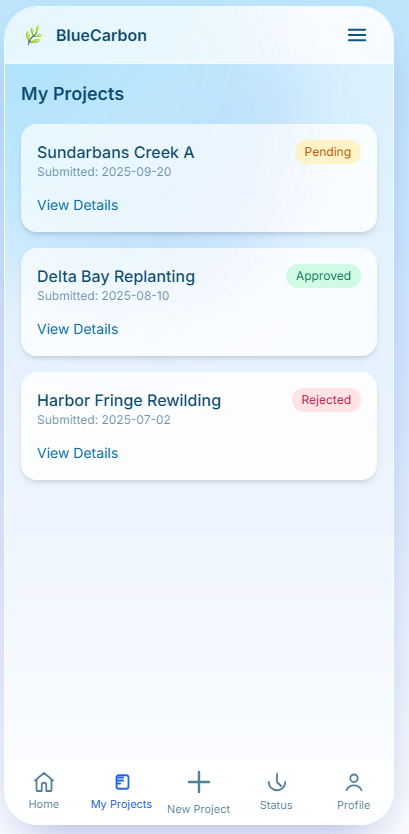 BlueCarbon
My Projects
Sundarbans Creek A
Pending
Submitted: 2025-09-20
View Details
Delta Bay Replanting
Approved
Submitted: 2025-08-10
View Details
Harbor Fringe Rewilding
Rejected
Submitted: 2025-07-02
View Details
Home
My Projects
New Project
Status
Profile